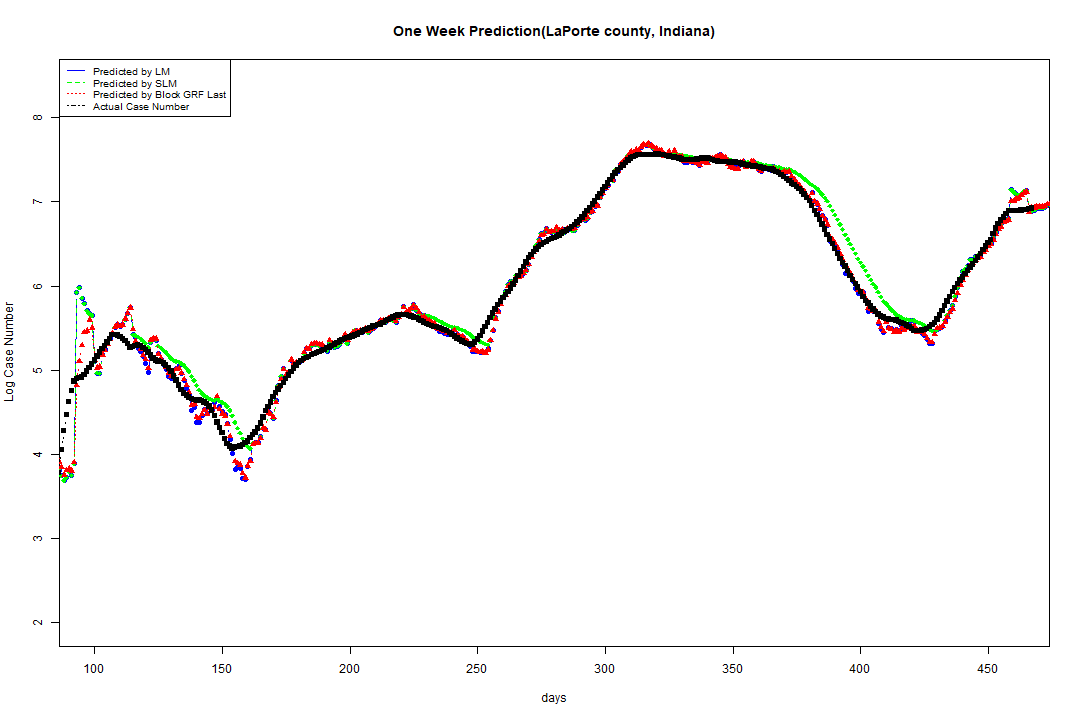 One Week Prediction(LaPorte county, Indiana)
Predicted by LM
Predicted by SLM
Predicted by Block GRF Last
Actual Case Number
8
7
6
5
4
3
2
Log Case Number
100 150 200 250 300 350 400 450
days